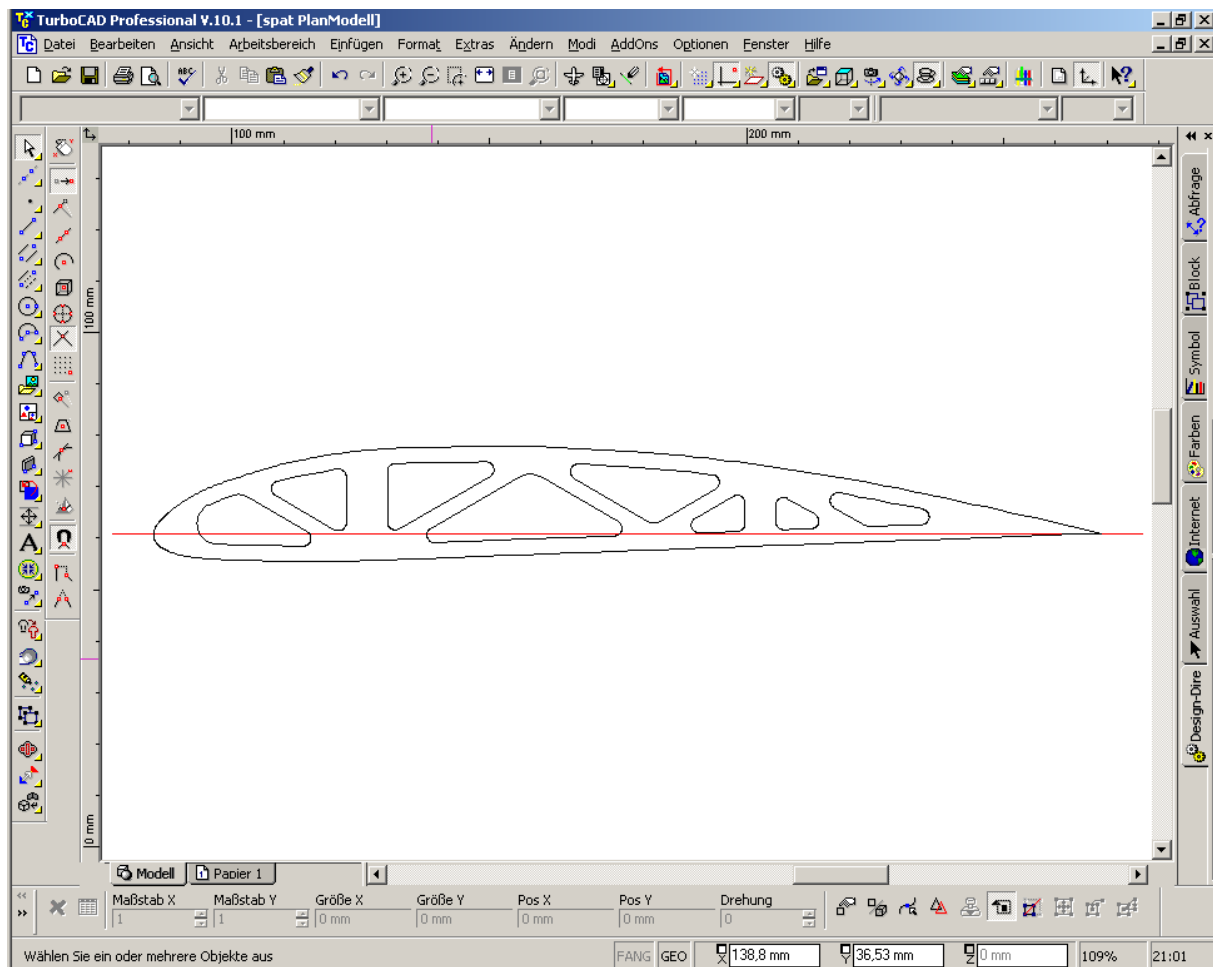 TurboCAD Professional V.10.1 - [spat PlanModell]
Datei Bearbeiten Ansicht Arbeitsbereich Einfügen Format Extras Ändern Modi AddOns Optionen Fenster Hilfe
ABC
100 mm 200 mm
100 mm
0 mm
Abfrage
Block
Symbol
Farben
Internet
Auswahl
Design-Dire
Modell Papier 1
Maßstab X Maßstab Y Größe X Größe Y Pos X Pos Y Drehung
1 1 0 mm 0 mm 0 mm 0 mm 0
Wählen Sie ein oder mehrere Objekte aus FANG GEO X 138,8 mm Y 36,53 mm Z 0 mm 109% 21:01